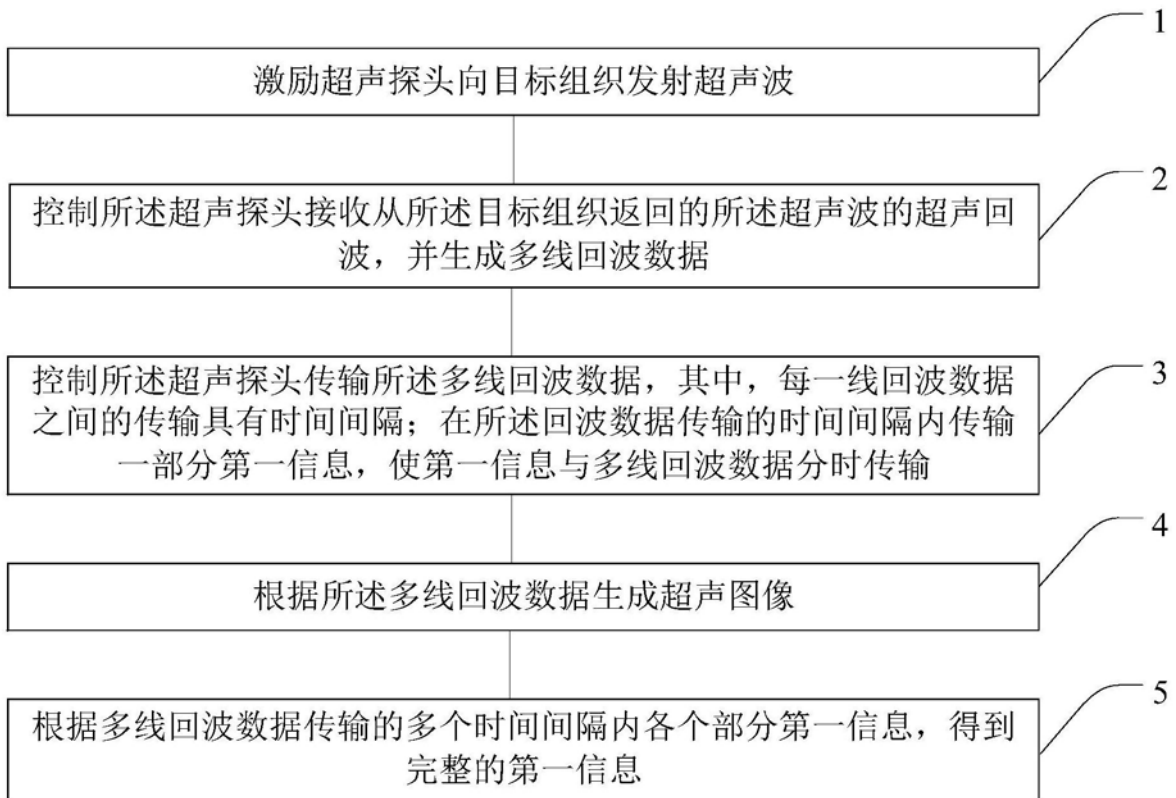 1
激励超声探头向目标组织发射超声波
2
控制所述超声探头接收从所述目标组织返回的所述超声波的超声回
波，并生成多线回波数据
3
控制所述超声探头传输所述多线回波数据，其中，每一线回波数据
之间的传输具有时间间隔；在所述回波数据传输的时间间隔内传输
一部分第一信息，使第一信息与多线回波数据分时传输
4
根据所述多线回波数据生成超声图像
5
根据多线回波数据传输的多个时间间隔内各个部分第一信息，得到
完整的第一信息